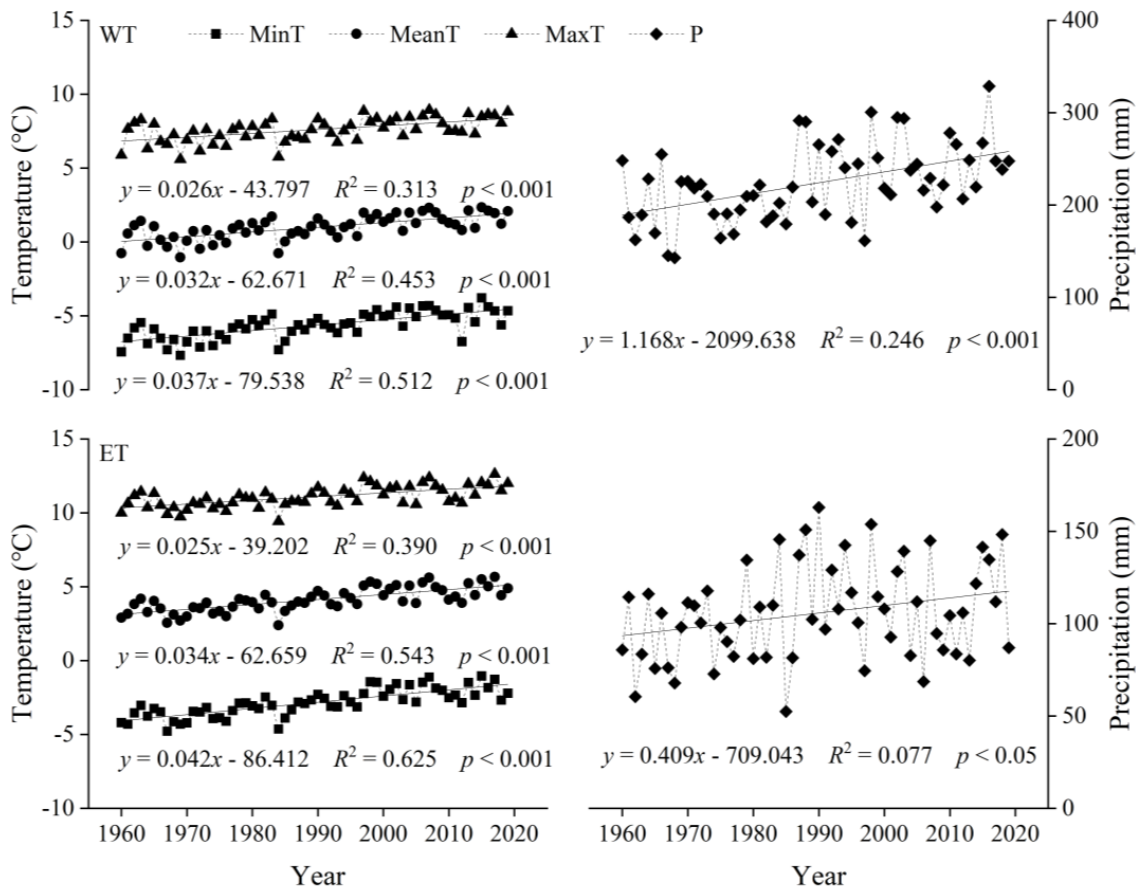 WT MinT MeanT MaxT P
15
10
5
0
-5
-10
Temperature (℃)
y = 0.026x - 43.797 R² = 0.313 p < 0.001
y = 0.032x - 62.671 R² = 0.453 p < 0.001
y = 0.037x - 79.538 R² = 0.512 p < 0.001
400
300
200
100
0
Precipitation (mm)
y = 1.168x - 2099.638 R² = 0.246 p < 0.001
ET
15
10
5
0
-5
-10
Temperature (℃)
y = 0.025x - 39.202 R² = 0.390 p < 0.001
y = 0.034x - 62.659 R² = 0.543 p < 0.001
y = 0.042x - 86.412 R² = 0.625 p < 0.001
1960 1970 1980 1990 2000 2010 2020
Year
200
150
100
50
0
Precipitation (mm)
y = 0.409x - 709.043 R² = 0.077 p < 0.05
1960 1970 1980 1990 2000 2010 2020
Year